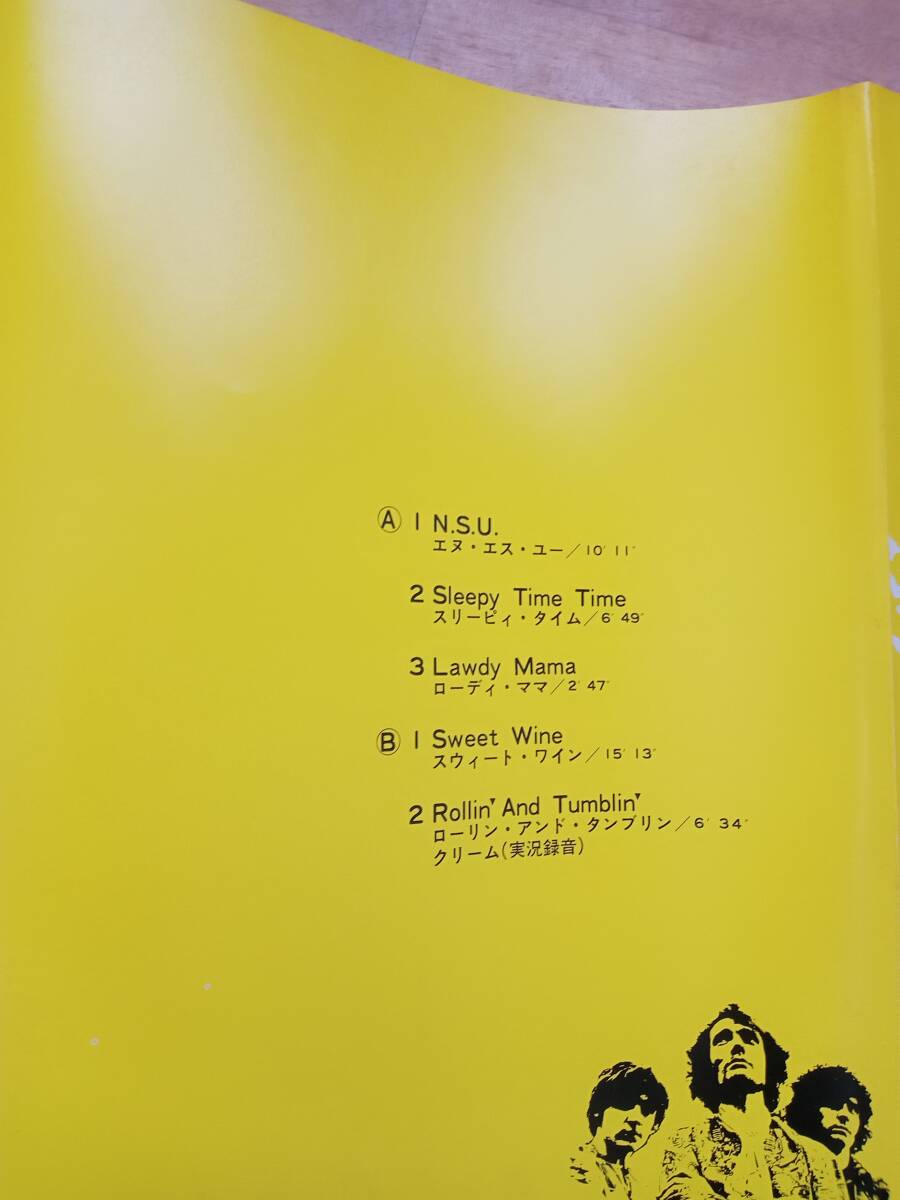 Ⓐ 1 N.S.U.
エヌ・エス・ユー/10′ 11″
2 Sleepy Time Time
スリーピィ・タイム/6′ 49″
3 Lawdy Mama
ローディ・ママ/2′ 47″
Ⓑ 1 Sweet Wine
スウィート・ワイン/15′ 13″
2 Rollin' And Tumblin'
ローリン・アンド・タンブリン/6′ 34″
クリーム(実況録音)